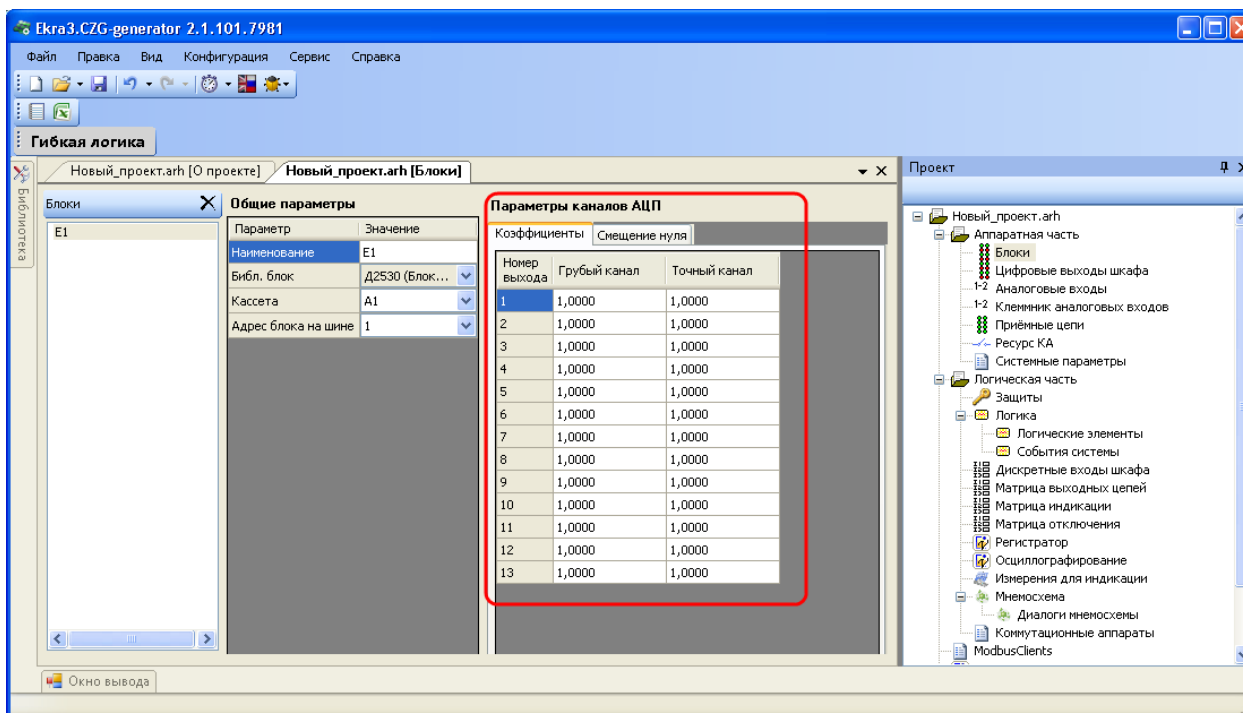 Ekra3.CZG-generator 2.1.101.7981
Файл Правка Вид Конфигурация Сервис Справка
Гибкая логика
Библиотека
Новый_проект.arh [О проекте] Новый_проект.arh [Блоки]
Блоки
E1
Общие параметры
Параметр Значение
Наименование E1
Библ. блок Д2530 (Блок...
Кассета A1
Адрес блока на шине 1
Параметры каналов АЦП
Коэффициенты Смещение нуля
Номер выхода Грубый канал Точный канал
1 1,0000 1,0000
2 1,0000 1,0000
3 1,0000 1,0000
4 1,0000 1,0000
5 1,0000 1,0000
6 1,0000 1,0000
7 1,0000 1,0000
8 1,0000 1,0000
9 1,0000 1,0000
10 1,0000 1,0000
11 1,0000 1,0000
12 1,0000 1,0000
13 1,0000 1,0000
Проект
Новый_проект.arh
Аппаратная часть
Блоки
Цифровые выходы шкафа
1-2 Аналоговые входы
1-2 Клеммник аналоговых входов
Приёмные цепи
Ресурс КА
Системные параметры
Логическая часть
Защиты
Логика
Логические элементы
События системы
Дискретные входы шкафа
Матрица выходных цепей
Матрица индикации
Матрица отключения
Регистратор
Осциллографирование
Измерения для индикации
Мнемосхема
Диалоги мнемосхемы
Коммутационные аппараты
ModbusClients
Окно вывода